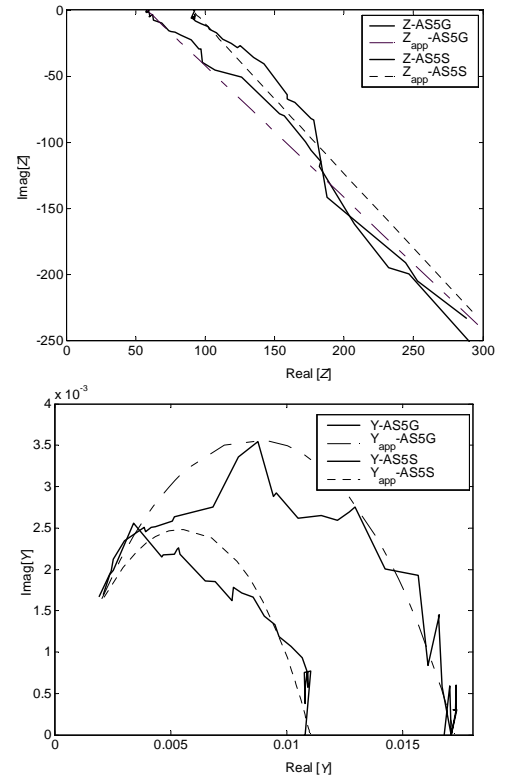 0
-50
-100
-150
-200
-250
Imag[Z]
0 50 100 150 200 250 300
Real [Z]
Z-AS5G
Zapp-AS5G
Z-AS5S
Zapp-AS5S
x 10-3
4
3.5
3
2.5
2
1.5
1
0.5
0
Imag[Y]
0 0.005 0.01 0.015
Real [Y]
Y-AS5G
Yapp-AS5G
Y-AS5S
Yapp-AS5S